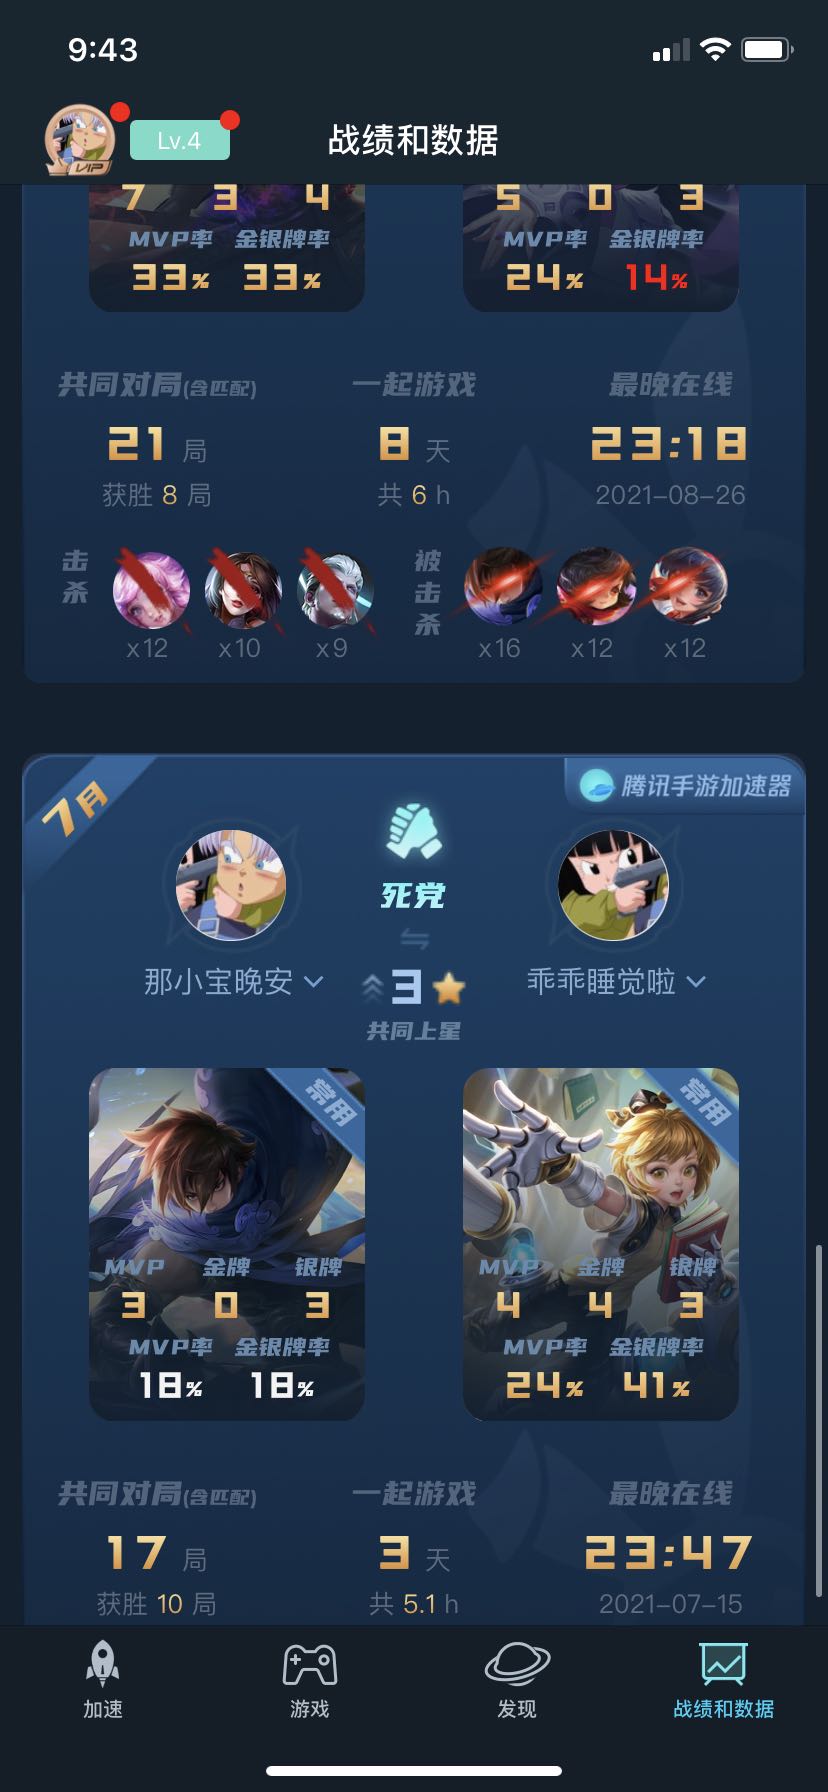 9:43
VIP
Lv.4
战绩和数据
7 3 4
MVP率 金银牌率
33% 33%
5 0 3
MVP率 金银牌率
24% 14%
共同对局(含匹配)
21 局
获胜 8 局
一起游戏
8 天
共 6 h
最晚在线
23:18
2021-08-26
击杀
x12 x10 x9
被击杀
x16 x12 x12
7月
腾讯手游加速器
死党
那小宝晚安
乖乖睡觉啦
3
共同上星
常用
MVP 金牌 银牌
3 0 3
MVP率 金银牌率
18% 18%
常用
MVP 金牌 银牌
4 4 3
MVP率 金银牌率
24% 41%
共同对局(含匹配)
17 局
获胜 10 局
一起游戏
3 天
共 5.1 h
最晚在线
23:47
2021-07-15
加速
游戏
发现
战绩和数据